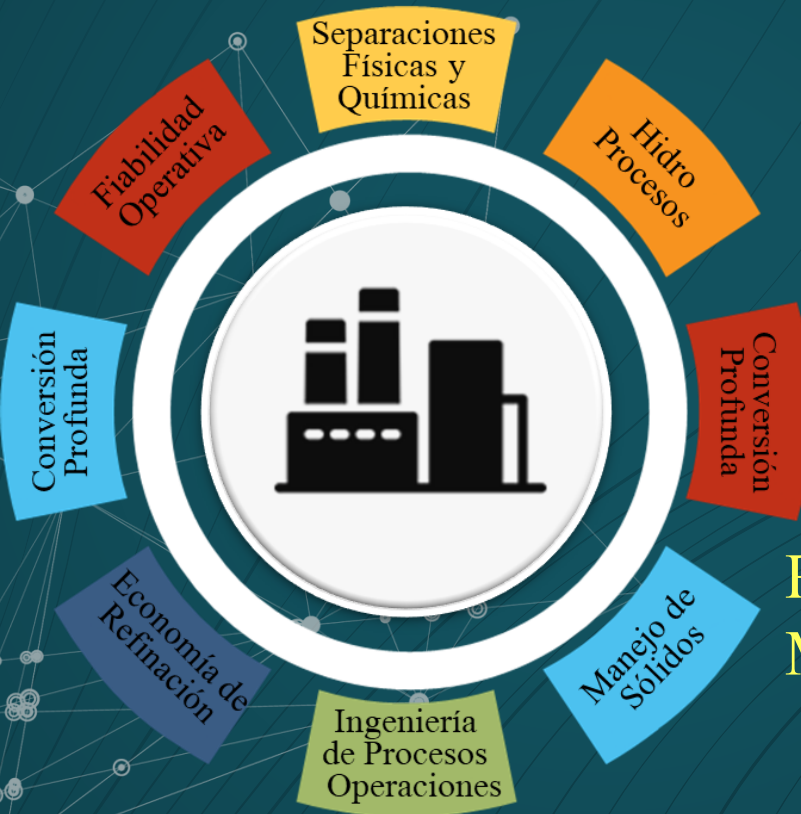 Separaciones
Físicas y
Químicas
Hidro
Procesos
Conversión
Profunda
Manejo de
Sólidos
Ingeniería
de Procesos
Operaciones
Economía de
Refinación
Conversión
Profunda
Fiabilidad
Operativa